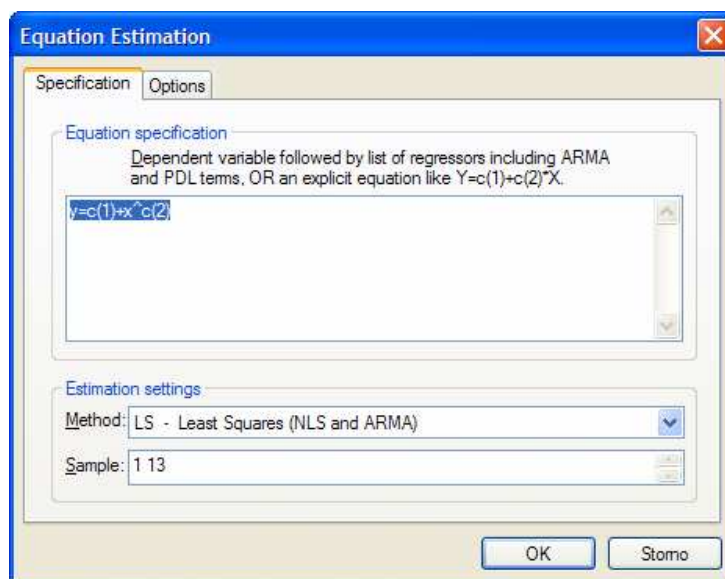 Equation Estimation
Specification Options
Equation specification
Dependent variable followed by list of regressors including ARMA
and PDL terms, OR an explicit equation like Y=c(1)+c(2)*X.
y=c(1)+x^c(2)
Estimation settings
Method: LS - Least Squares (NLS and ARMA)
Sample: 1 13
OK Storno